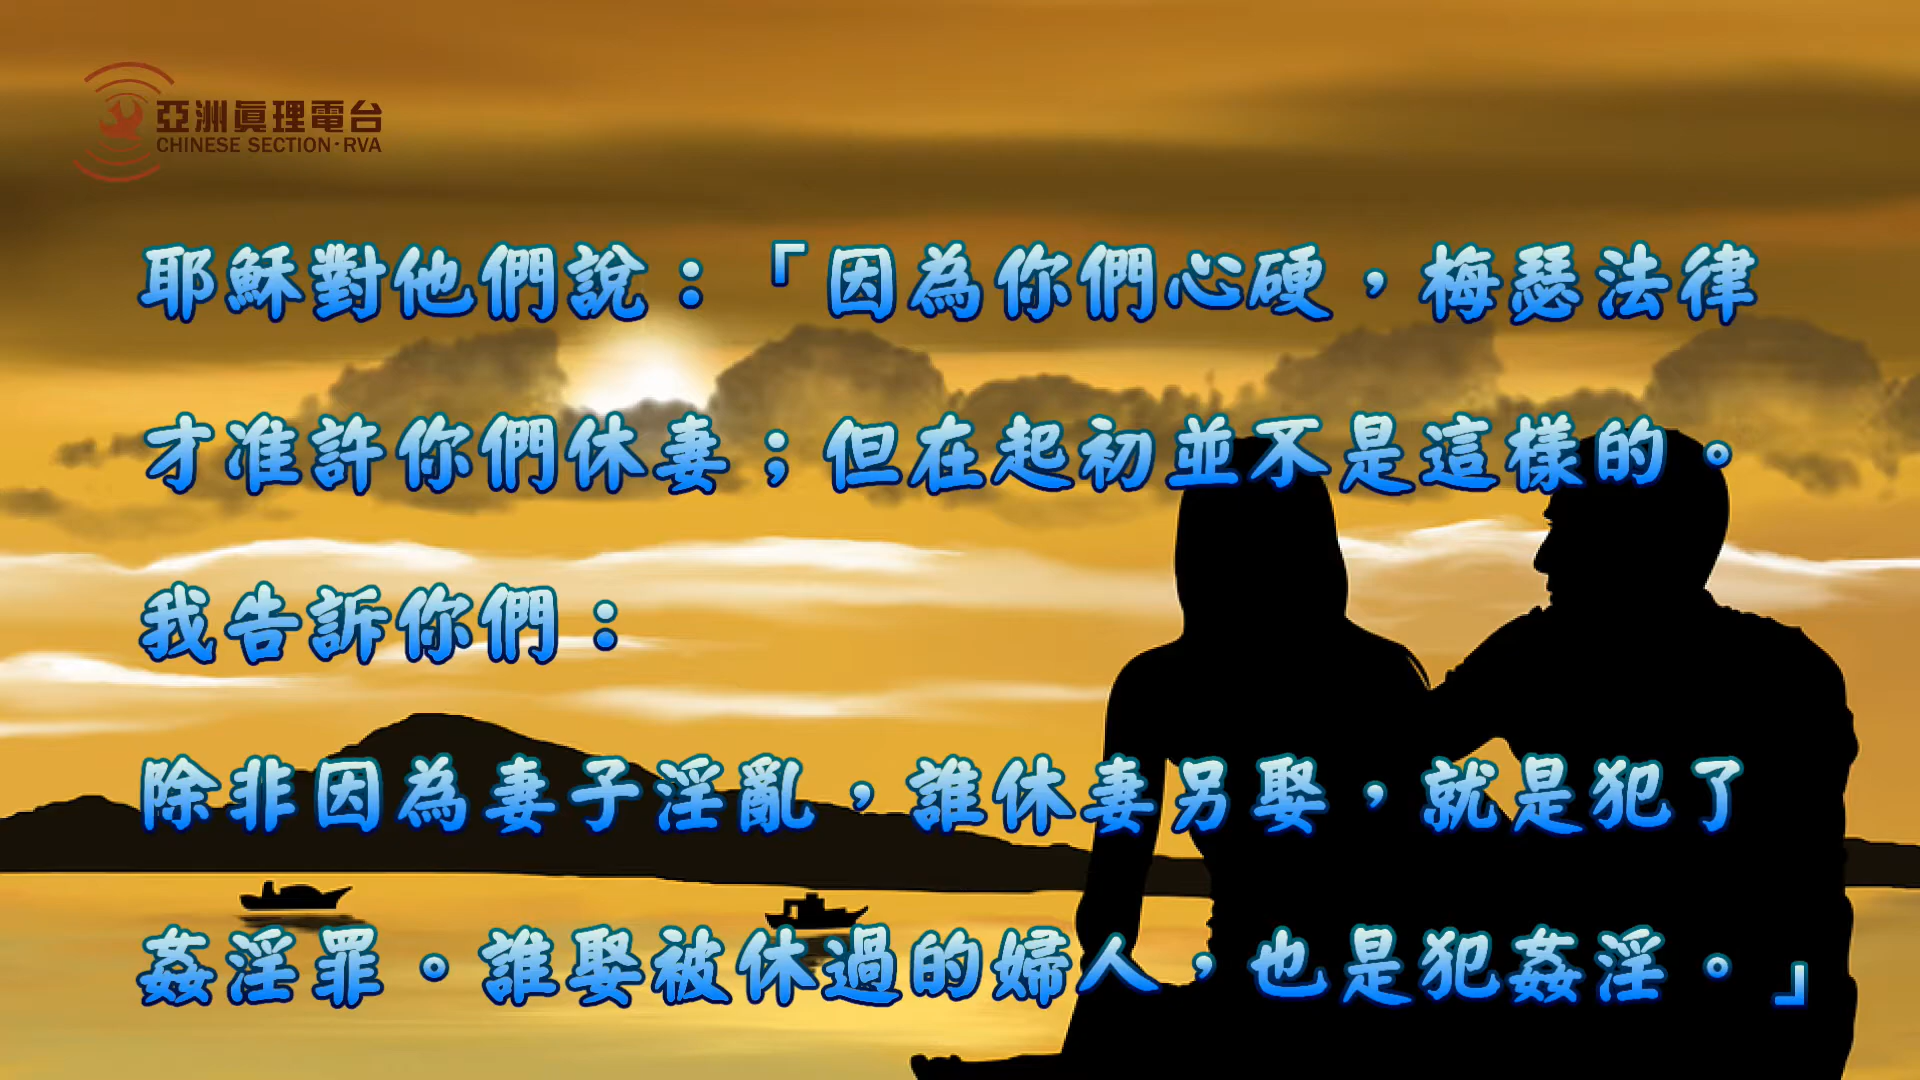 亞洲眞理電台
CHINESE SECTION·RVA
耶穌對他們說：「因為你們心硬，梅瑟法律
才准許你們休妻；但在起初並不是這樣的。
我告訴你們：
除非因為妻子淫亂，誰休妻另娶，就是犯了
姦淫罪。誰娶被休過的婦人，也是犯姦淫。」